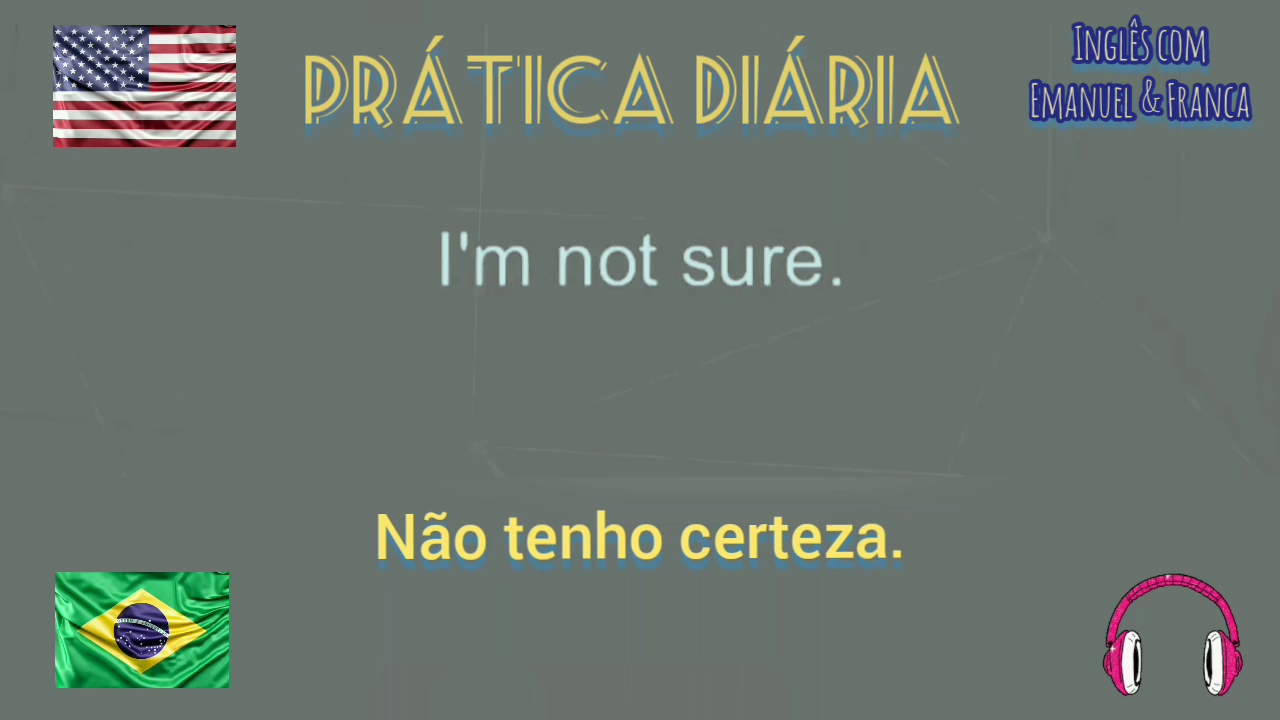 PRÁTICA DIÁRIA
INGLÊS COM
EMANUEL & FRANCA
I'm not sure.
Não tenho certeza.